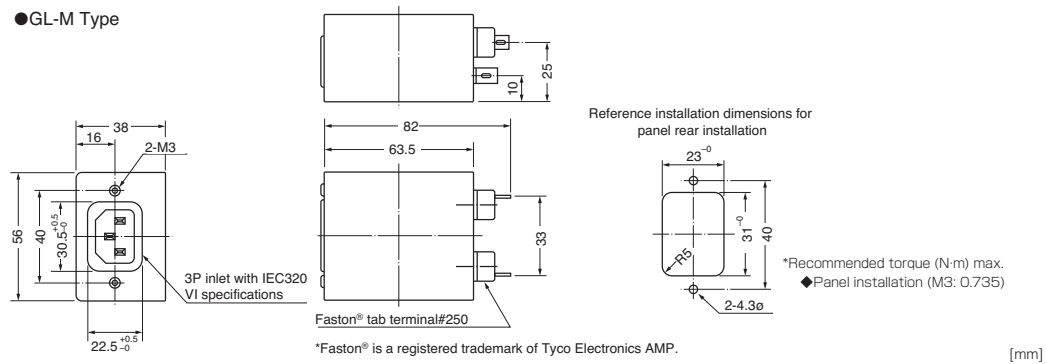 ●GL-M Type
25
10
82
63.5
38
16
2-M3
56
40
30.5 +0.5 −0
22.5 +0.5 −0
3P inlet with IEC320
VI specifications
33
Faston® tab terminal#250
*Faston® is a registered trademark of Tyco Electronics AMP.
Reference installation dimensions for
panel rear installation
23 −0
31 −0
40
R5
2-4.3ø
*Recommended torque (N·m) max.
◆Panel installation (M3: 0.735)
[mm]